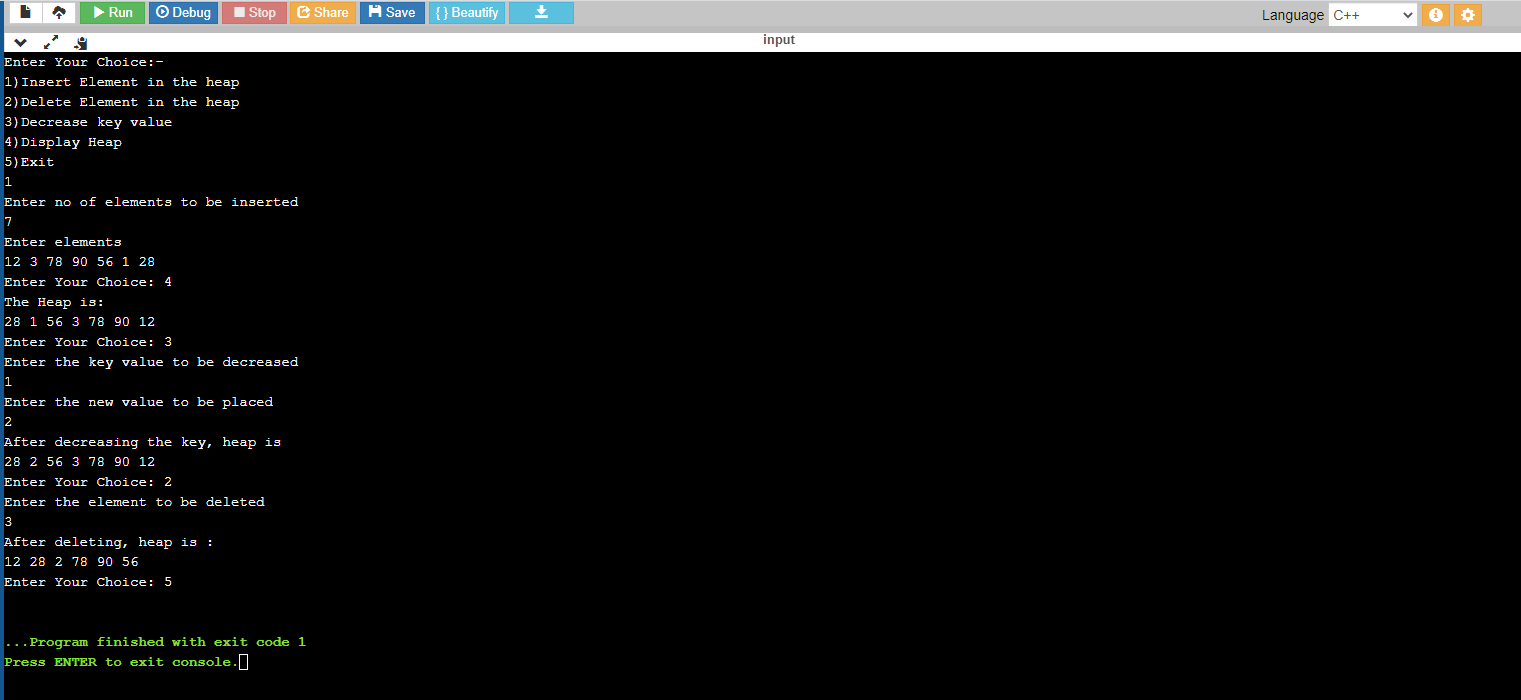 Run Debug Stop Share Save { } Beautify Language C++
input
Enter Your Choice:-
1)Insert Element in the heap
2)Delete Element in the heap
3)Decrease key value
4)Display Heap
5)Exit
1
Enter no of elements to be inserted
7
Enter elements
12 3 78 90 56 1 28
Enter Your Choice: 4
The Heap is:
28 1 56 3 78 90 12
Enter Your Choice: 3
Enter the key value to be decreased
1
Enter the new value to be placed
2
After decreasing the key, heap is
28 2 56 3 78 90 12
Enter Your Choice: 2
Enter the element to be deleted
3
After deleting, heap is :
12 28 2 78 90 56
Enter Your Choice: 5
...Program finished with exit code 1
Press ENTER to exit console.